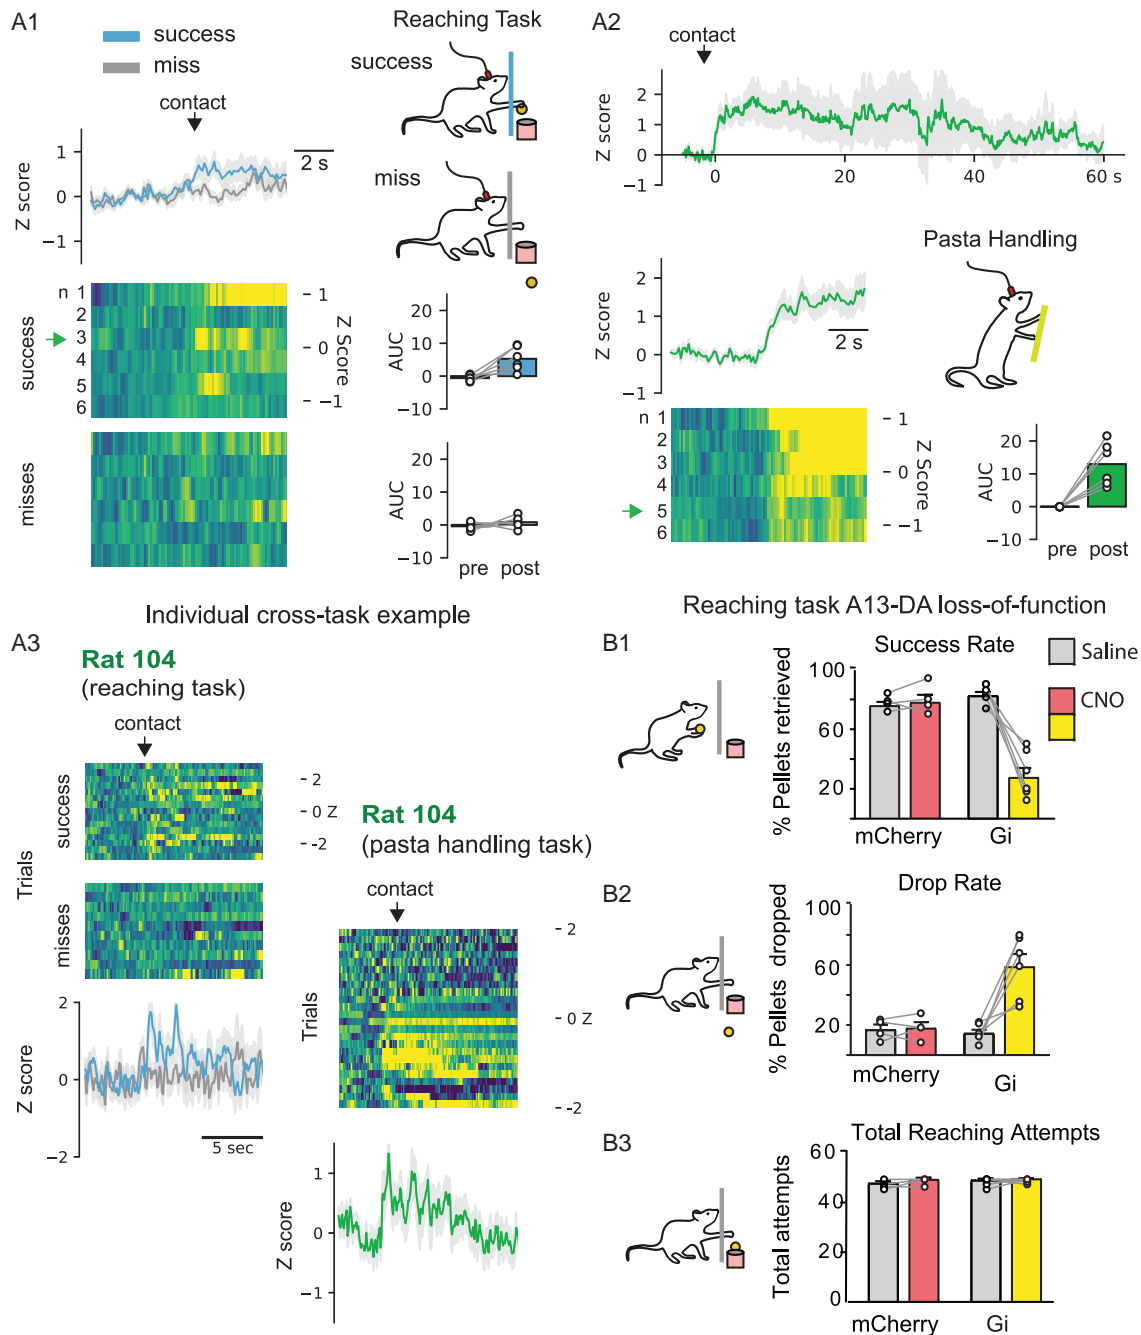 A1
success
miss
contact
Reaching Task
success
miss
2 s
Z score
1
0
−1
success
n 1
2
3
4
5
6
1
0
−1
Z Score
misses
AUC
20
10
0
−10
AUC
20
10
0
−10
pre post
A2
contact
Z score
2
1
0
−1
0
20
40
60 s
Pasta Handling
Z score
2
1
0
−1
2 s
n 1
2
3
4
5
6
1
0
−1
Z Score
AUC
20
10
0
−10
pre post
Individual cross-task example
A3
Rat 104
(reaching task)
contact
Trials
success
misses
2
0 Z
-2
Z score
2
0
−2
5 sec
Rat 104
(pasta handling task)
contact
Trials
2
0 Z
-2
Z score
1
0
−1
Reaching task A13-DA loss-of-function
B1
Success Rate
Saline
CNO
% Pellets retrieved
100
80
60
40
20
mCherry
Gi
B2
Drop Rate
% Pellets dropped
100
60
20
mCherry
Gi
B3
Total Reaching Attempts
Total attempts
60
40
20
0
mCherry
Gi